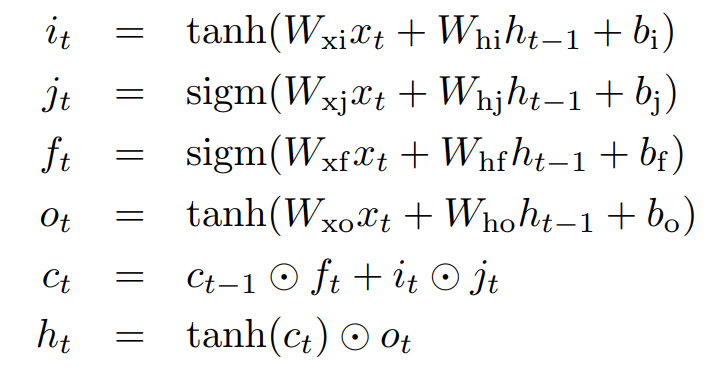 i_t = tanh(W_xi x_t + W_hi h_{t−1} + b_i)
j_t = sigm(W_xj x_t + W_hj h_{t−1} + b_j)
f_t = sigm(W_xf x_t + W_hf h_{t−1} + b_f)
o_t = tanh(W_xo x_t + W_ho h_{t−1} + b_o)
c_t = c_{t−1} ⊙ f_t + i_t ⊙ j_t
h_t = tanh(c_t) ⊙ o_t